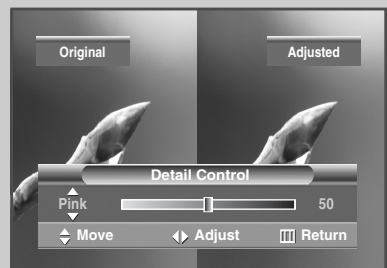 Original Adjusted
Detail Control
Pink 50
Move Adjust Return